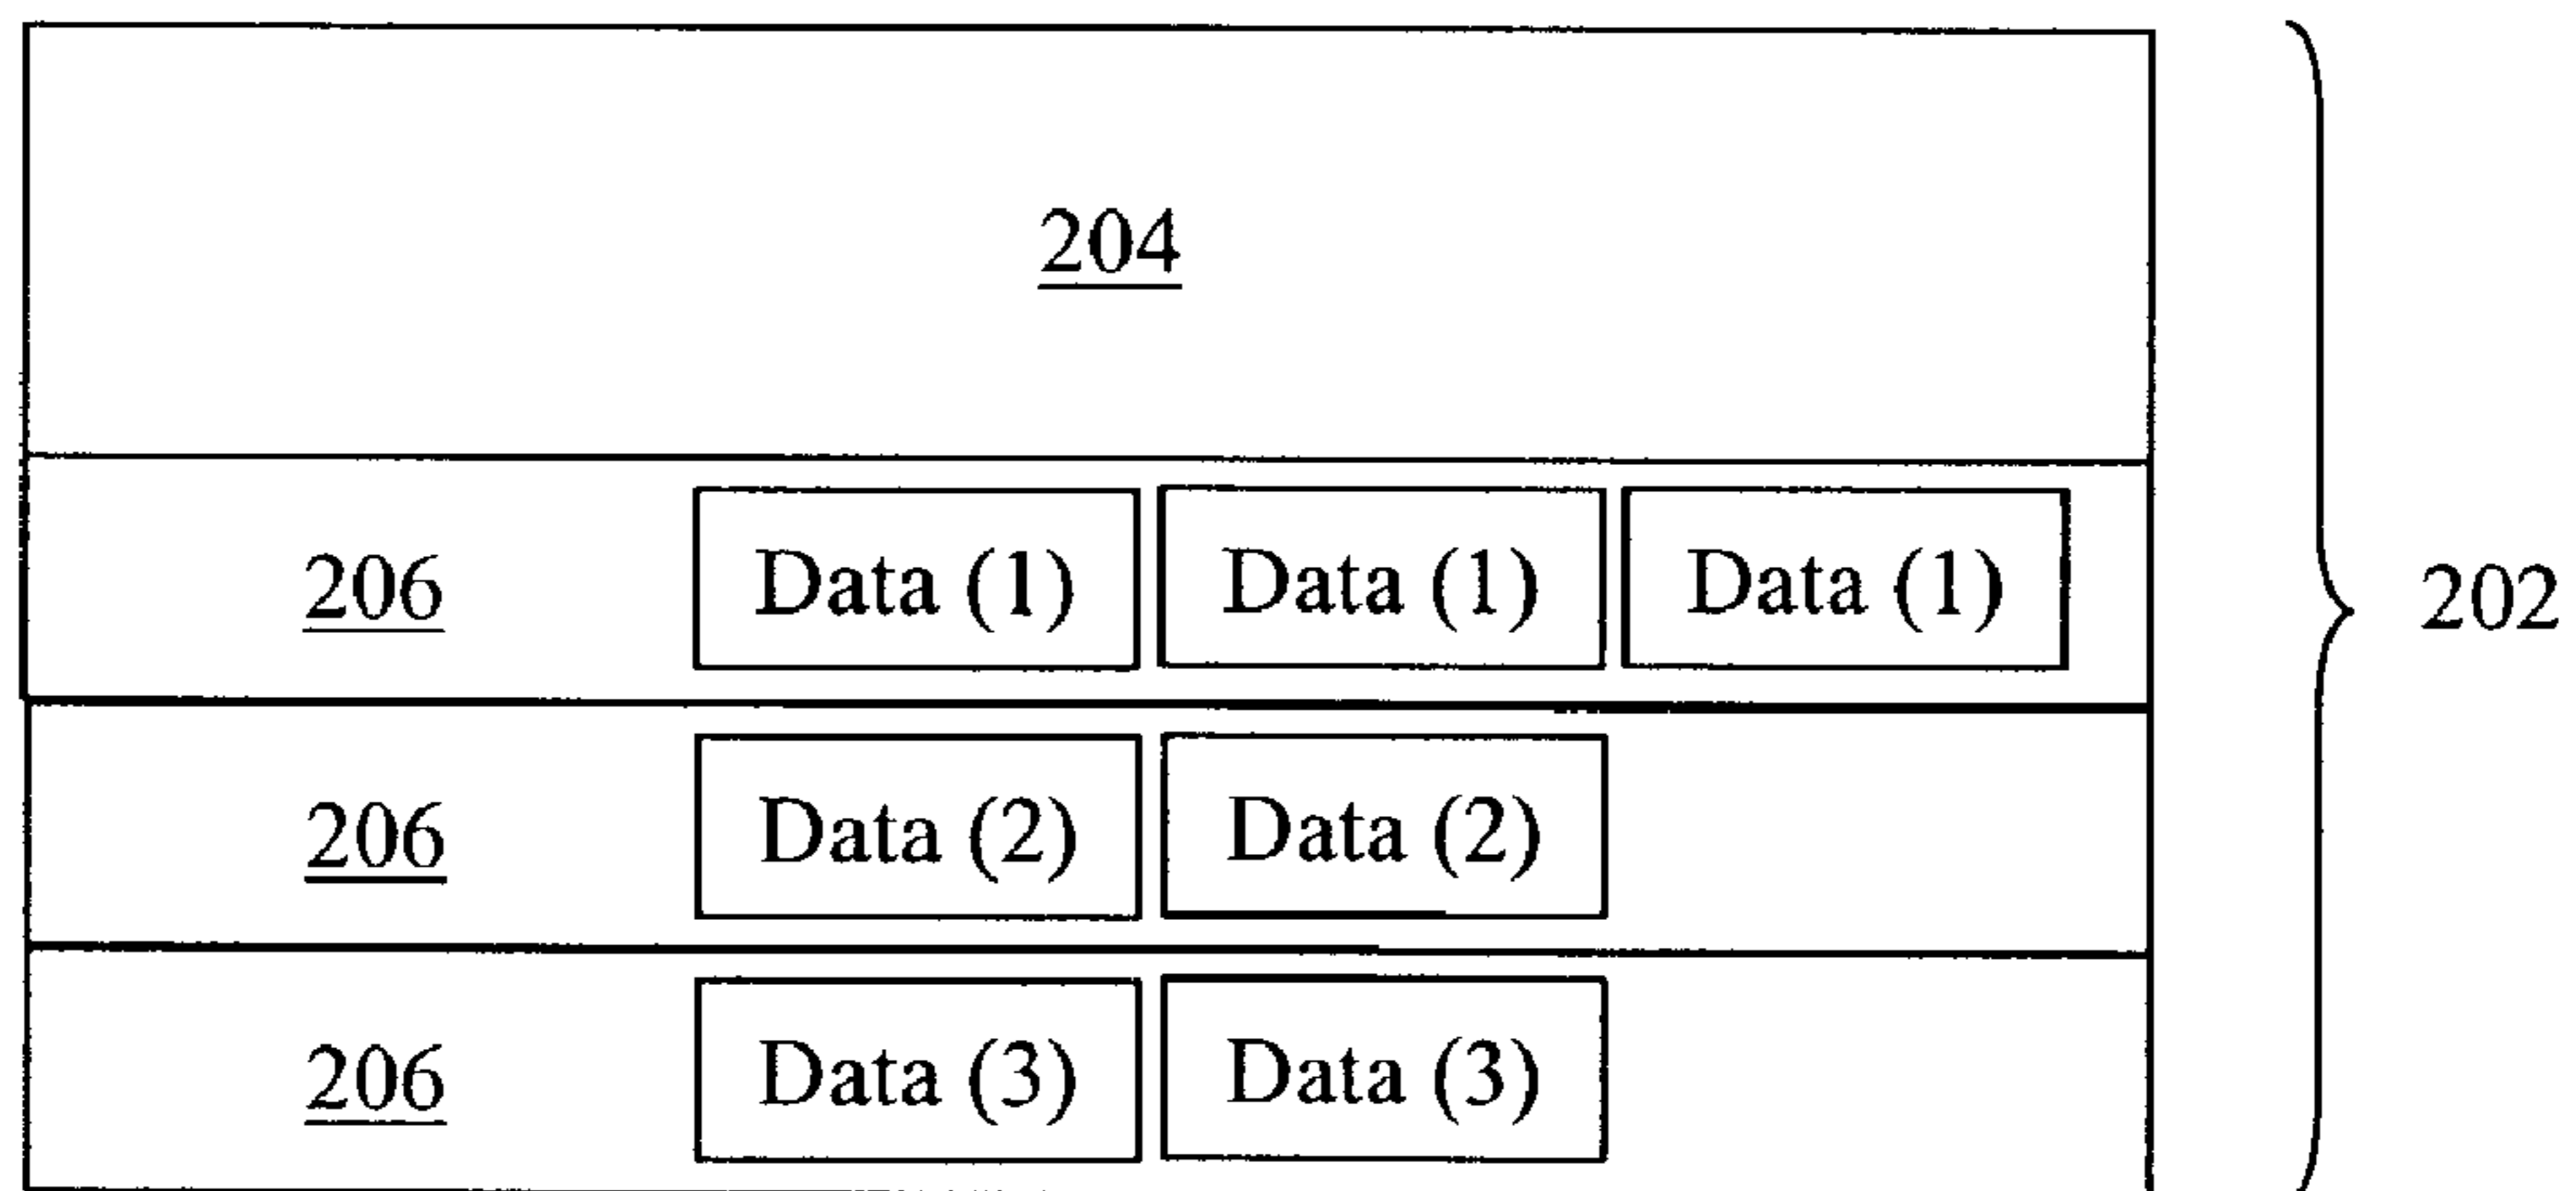 204
206 Data (1) Data (1) Data (1)
202
206 Data (2) Data (2)
206 Data (3) Data (3)